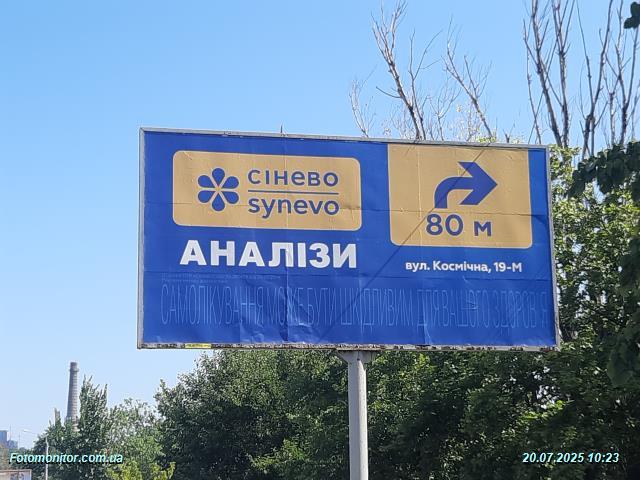 сінево
synevo
80 м
АНАЛІЗИ
вул. Космічна, 19-М
САМОЛІКУВАННЯ МОЖЕ БУТИ ШКІДЛИВИМ ДЛЯ ВАШОГО ЗДОРОВ'Я
Fotomonitor.com.ua
20.07.2025 10:23